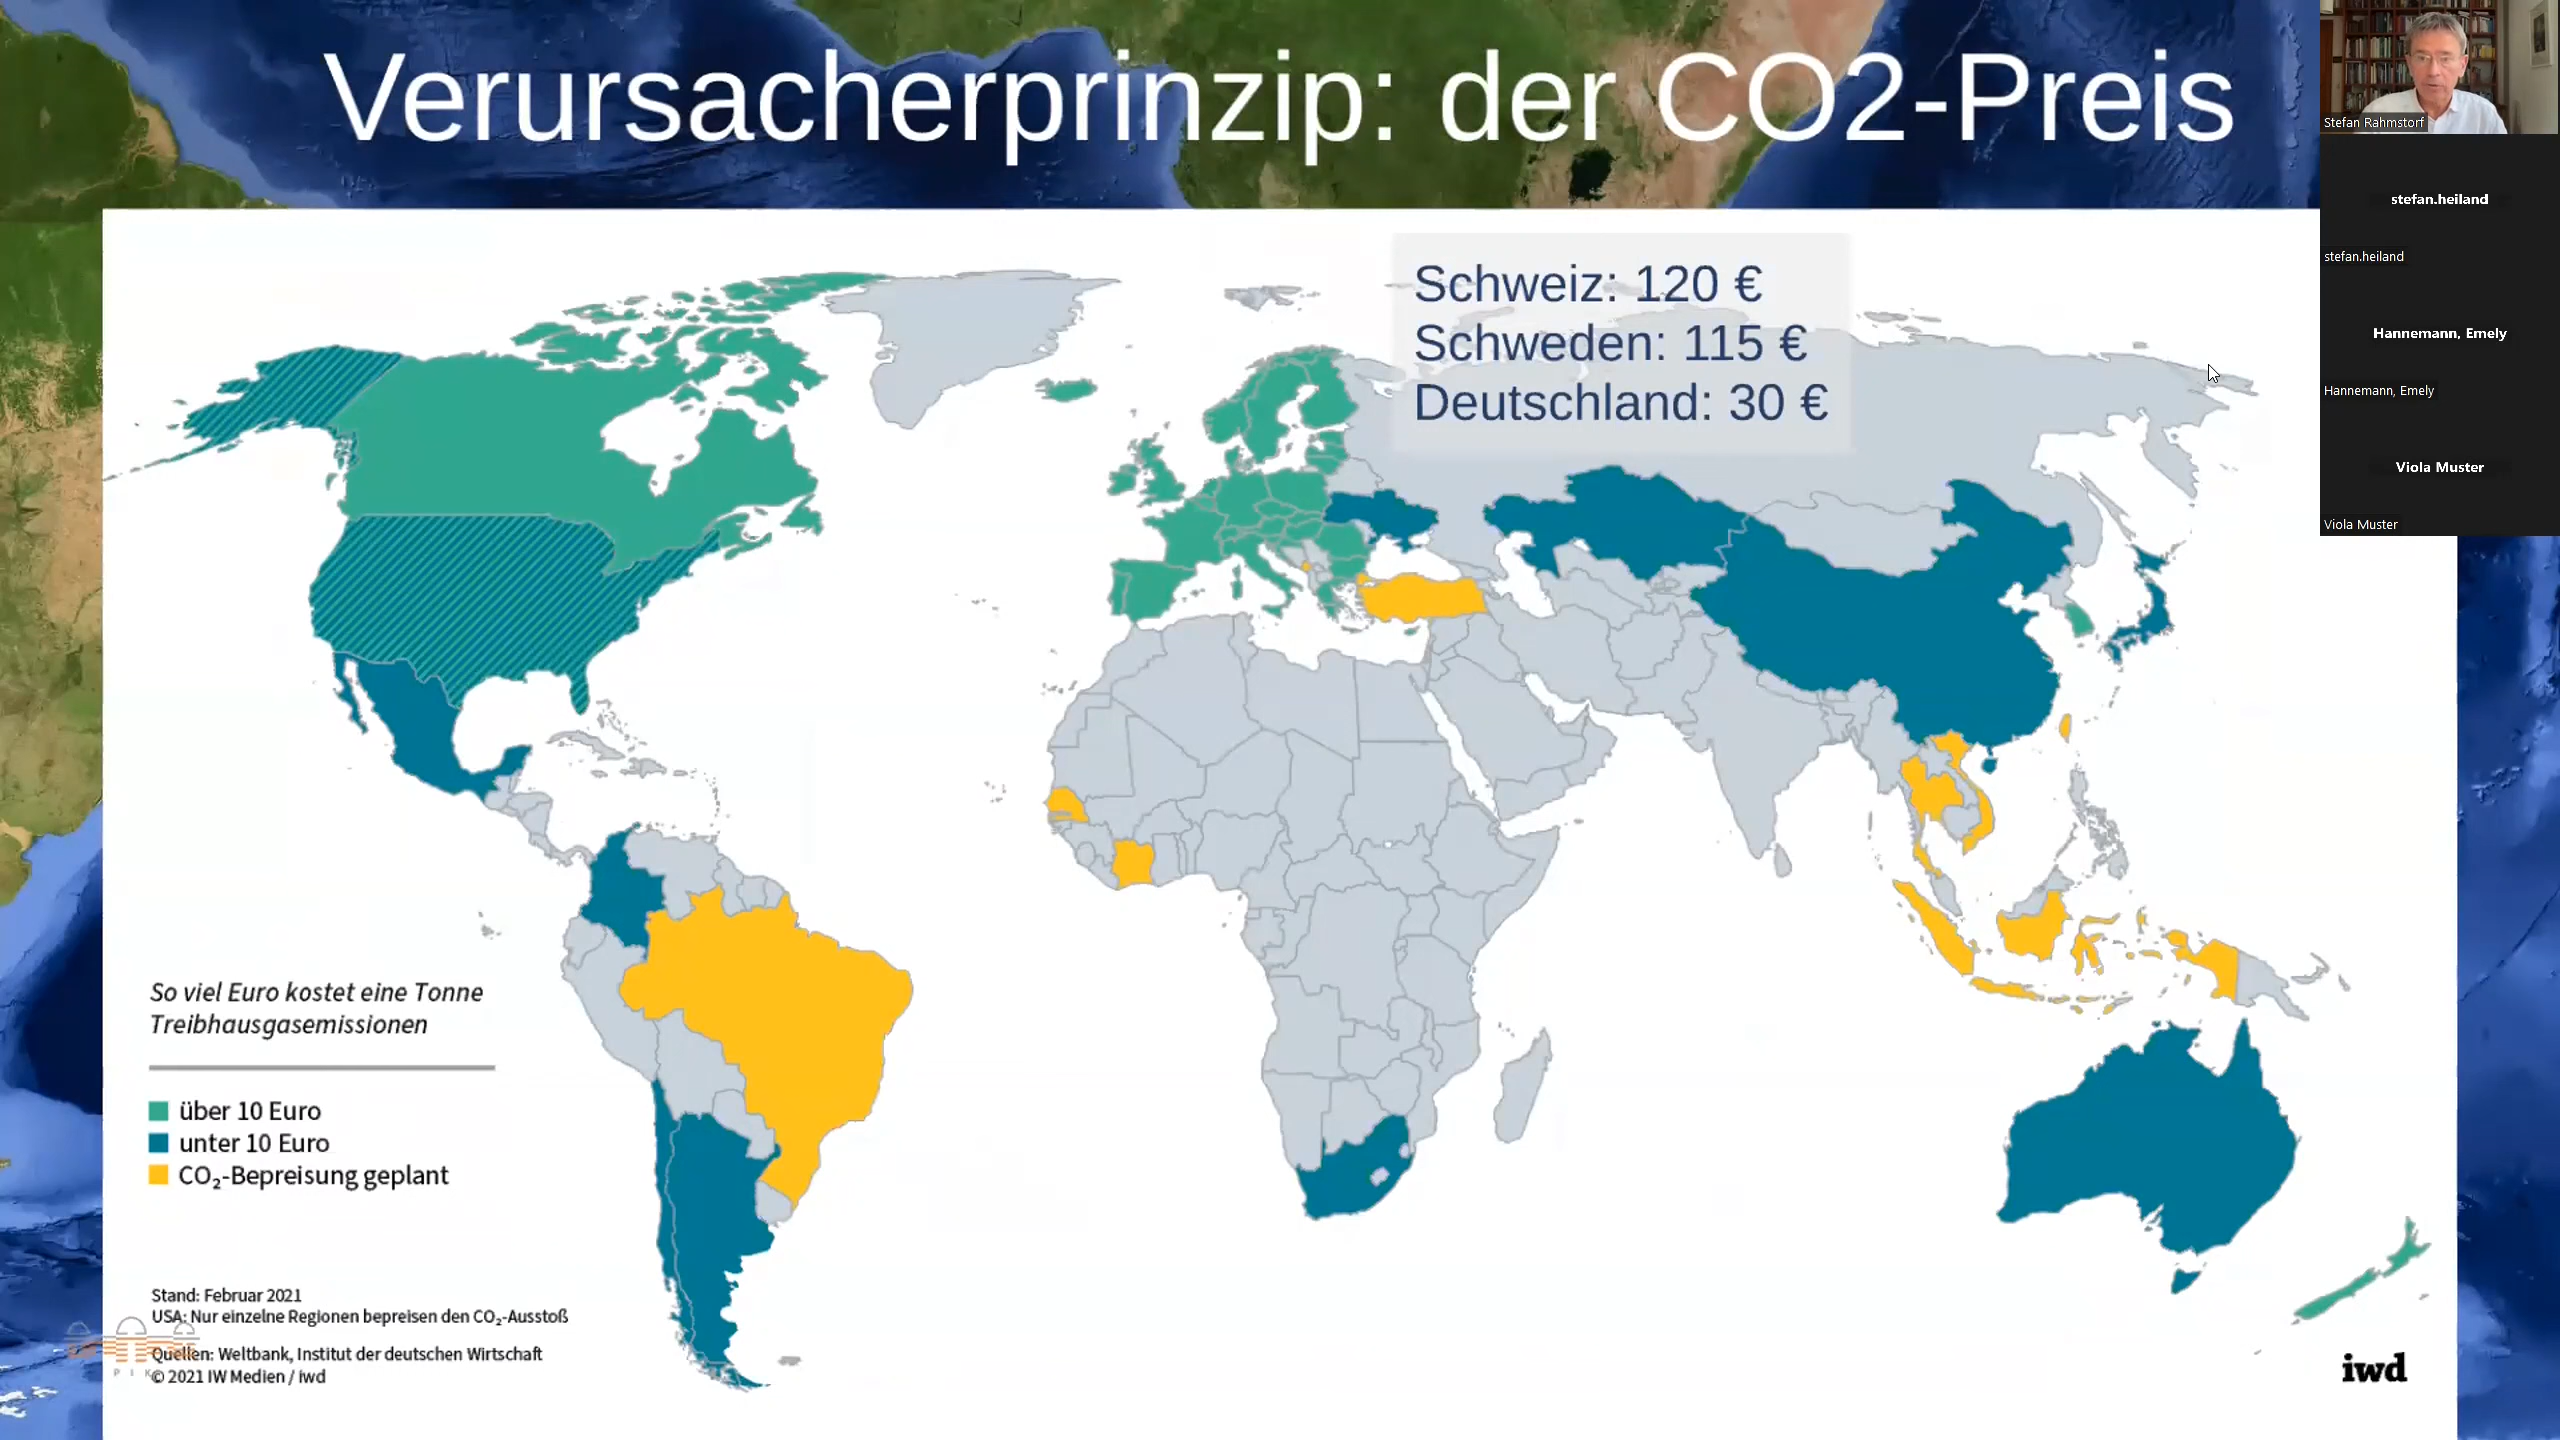 Verursacherprinzip: der CO2-Preis
Stefan Rahmstorf
stefan.heiland
stefan.heiland
Hannemann, Emely
Hannemann, Emely
Viola Muster
Viola Muster
Schweiz: 120 €
Schweden: 115 €
Deutschland: 30 €
So viel Euro kostet eine Tonne
Treibhausgasemissionen
über 10 Euro
unter 10 Euro
CO₂-Bepreisung geplant
Stand: Februar 2021
USA: Nur einzelne Regionen bepreisen den CO₂-Ausstoß
Quellen: Weltbank, Institut der deutschen Wirtschaft
© 2021 IW Medien / iwd
PIK
iwd